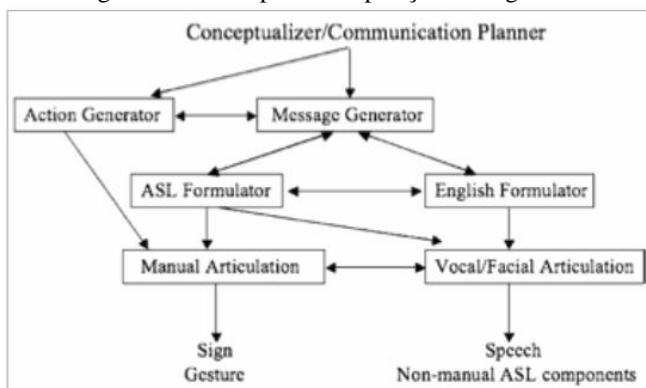 Conceptualizer/Communication Planner
Action Generator
Message Generator
ASL Formulator
English Formulator
Manual Articulation
Vocal/Facial Articulation
Sign
Gesture
Speech
Non-manual ASL components